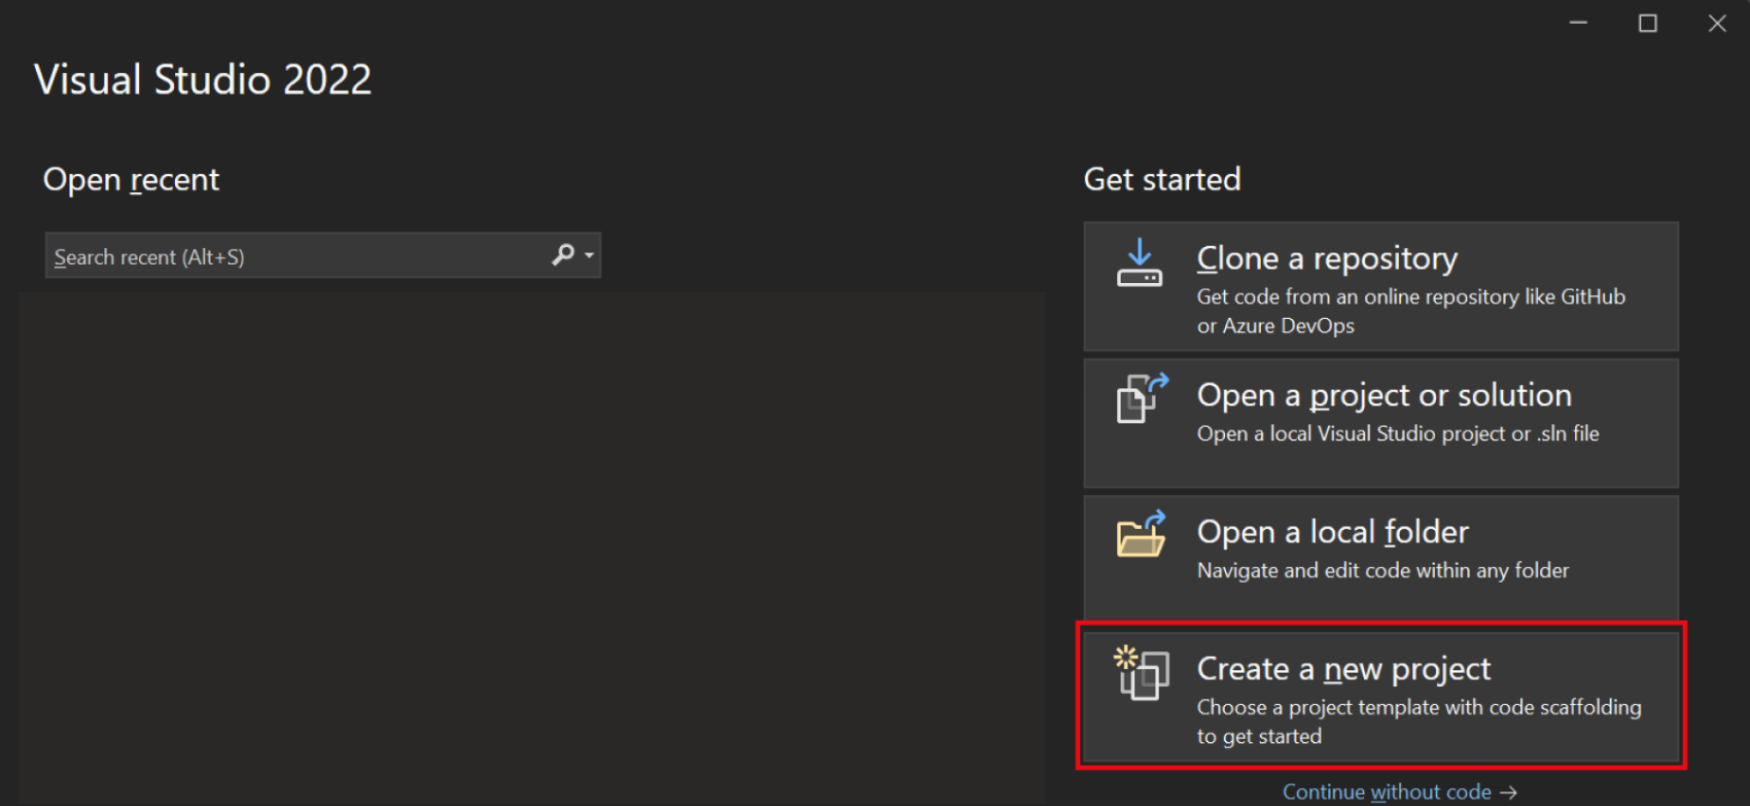 Visual Studio 2022
Open recent
Search recent (Alt+S)
Get started
Clone a repository
Get code from an online repository like GitHub
or Azure DevOps
Open a project or solution
Open a local Visual Studio project or .sln file
Open a local folder
Navigate and edit code within any folder
Create a new project
Choose a project template with code scaffolding
to get started
Continue without code →